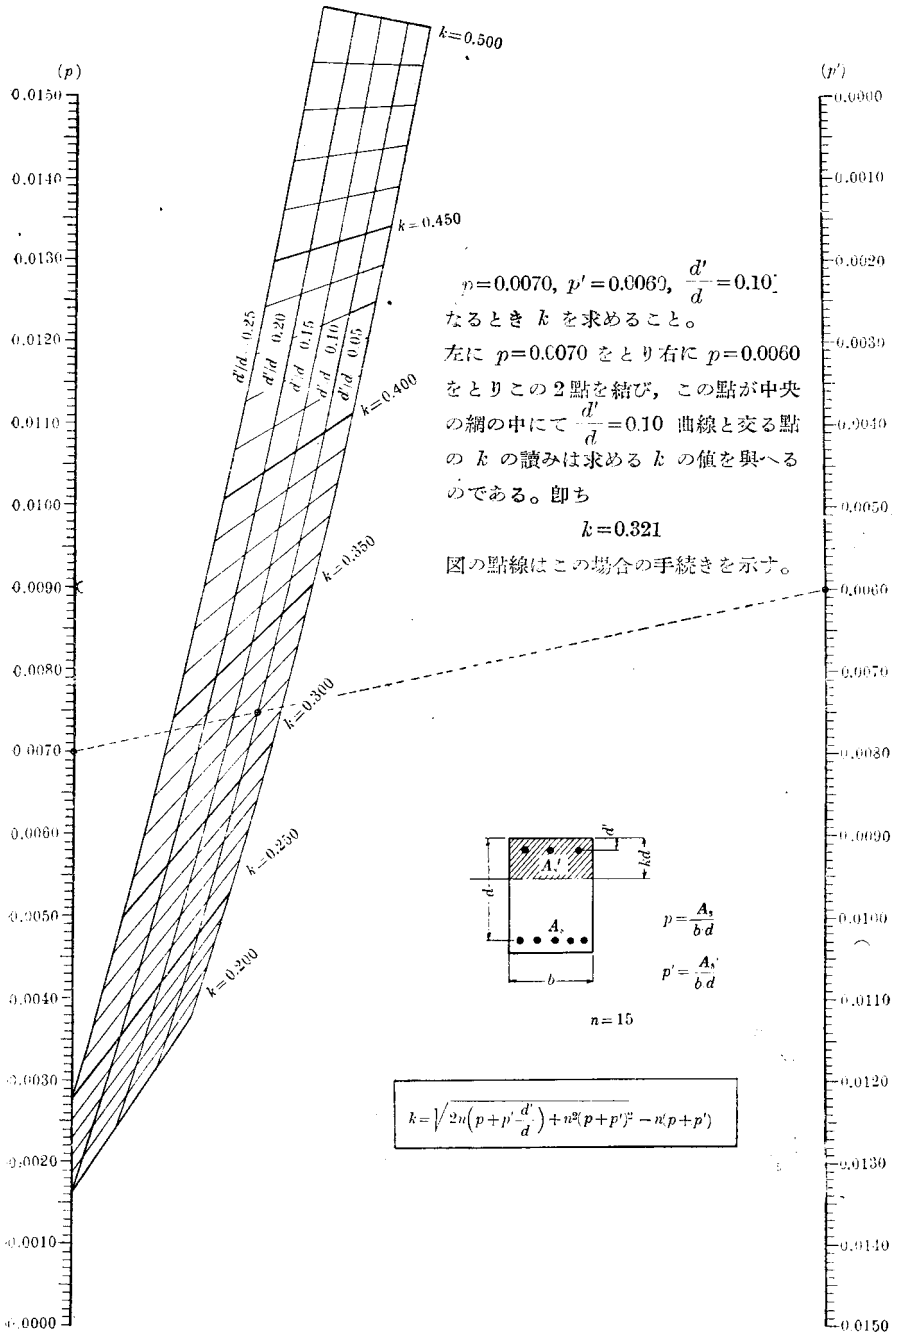 (p)
0.0150
0.0140
0.0130
0.0120
0.0110
0.0100
0.0090
0.0080
0.0070
0.0060
0.0050
0.0040
0.0030
0.0020
0.0010
0.0000
k=0.500
k=0.450
k=0.400
k=0.350
k=0.300
k=0.250
k=0.200
d'/d 0.25
d'/d 0.20
d'/d 0.15
d'/d 0.10
d'/d 0.05
(p')
0.0000
0.0010
0.0020
0.0030
0.0040
0.0050
0.0060
0.0070
0.0080
0.0090
0.0100
0.0110
0.0120
0.0130
0.0140
0.0150
p=0.0070, p'=0.0060, d'/d=0.10
なるとき k を求めること。
左に p=0.0070 をとり右に p=0.0060
をとりこの2點を結び，この點が中央
の綱の中にて d'/d=0.10 曲線と交る點
の k の讀みは求める k の値を與へる
のである。卽ち
k=0.321
図の點線はこの場合の手続きを示す。
d'
kd
d
A's
As
b
p=As/b d
p'=As'/b d
n=15
k=√2n(p+p' d'/d)+n²(p+p')² −n(p+p')